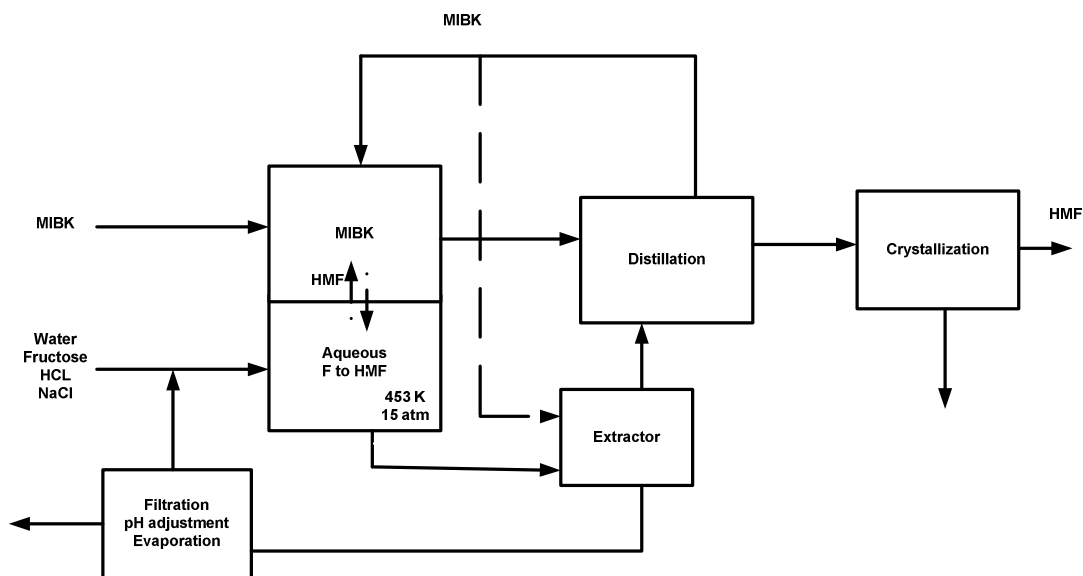 MIBK
MIBK
MIBK
HMF
Water
Fructose
HCL
NaCl
Aqueous
F to HMF
453 K
15 atm
Distillation
Crystallization
HMF
Extractor
Filtration
pH adjustment
Evaporation